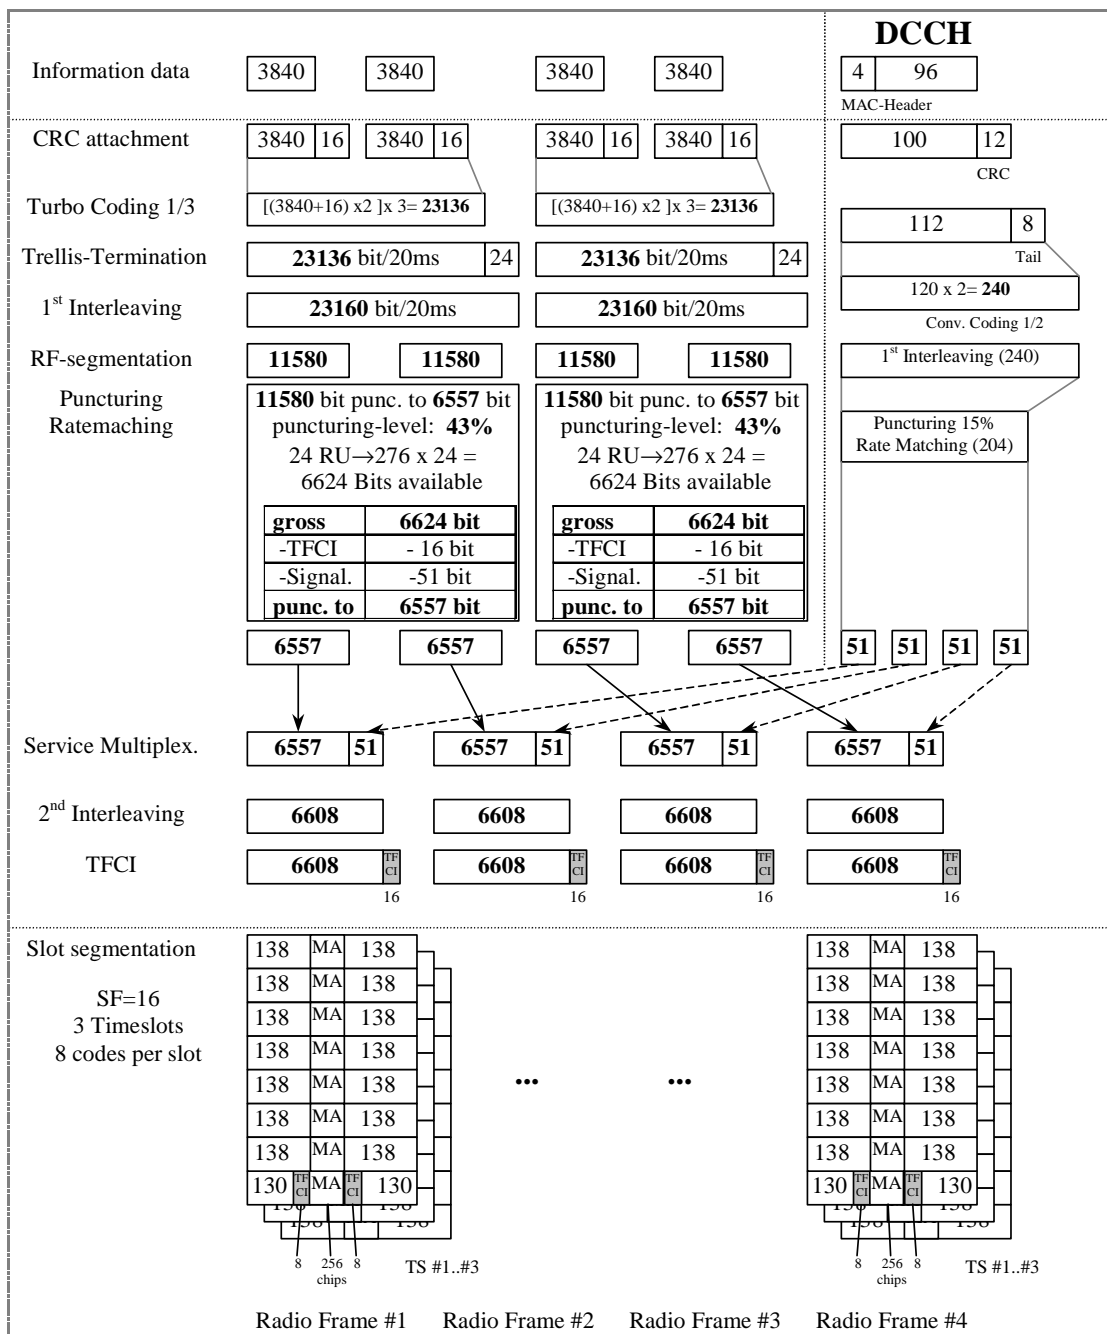 DCCH
Information data 3840 3840 3840 3840 4 96
MAC-Header
CRC attachment 3840 16 3840 16 3840 16 3840 16 100 12
CRC
Turbo Coding 1/3 [(3840+16) x2 ]x 3= 23136 [(3840+16) x2 ]x 3= 23136
112 8
Trellis-Termination 23136 bit/20ms 24 23136 bit/20ms 24 Tail
120 x 2= 240
1st Interleaving 23160 bit/20ms 23160 bit/20ms
Conv. Coding 1/2
RF-segmentation 11580 11580 11580 11580 1st Interleaving (240)
Puncturing 11580 bit punc. to 6557 bit 11580 bit punc. to 6557 bit
Ratemaching puncturing-level: 43% puncturing-level: 43% Puncturing 15%
24 RU→276 x 24 = 24 RU→276 x 24 = Rate Matching (204)
6624 Bits available 6624 Bits available
gross 6624 bit gross 6624 bit
-TFCI - 16 bit -TFCI - 16 bit
-Signal. -51 bit -Signal. -51 bit
punc. to 6557 bit punc. to 6557 bit
6557 6557 6557 6557 51 51 51 51
Service Multiplex. 6557 51 6557 51 6557 51 6557 51
2nd Interleaving 6608 6608 6608 6608
TFCI 6608 TF CI 6608 TF CI 6608 TF CI 6608 TF CI
16 16 16 16
Slot segmentation 138 MA 138 138 MA 138
138 MA 138 138 MA 138
SF=16
3 Timeslots 138 MA 138 138 MA 138
8 codes per slot 138 MA 138 138 MA 138
138 MA 138 ... ... 138 MA 138
138 MA 138 138 MA 138
138 MA 138 138 MA 138
130 TF CI MA TF CI 130 130 TF CI MA TF CI 130
138 138 138 138
138 138 138 138
8 256 chips 8 TS #1..#3 8 256 chips 8 TS #1..#3
Radio Frame #1 Radio Frame #2 Radio Frame #3 Radio Frame #4